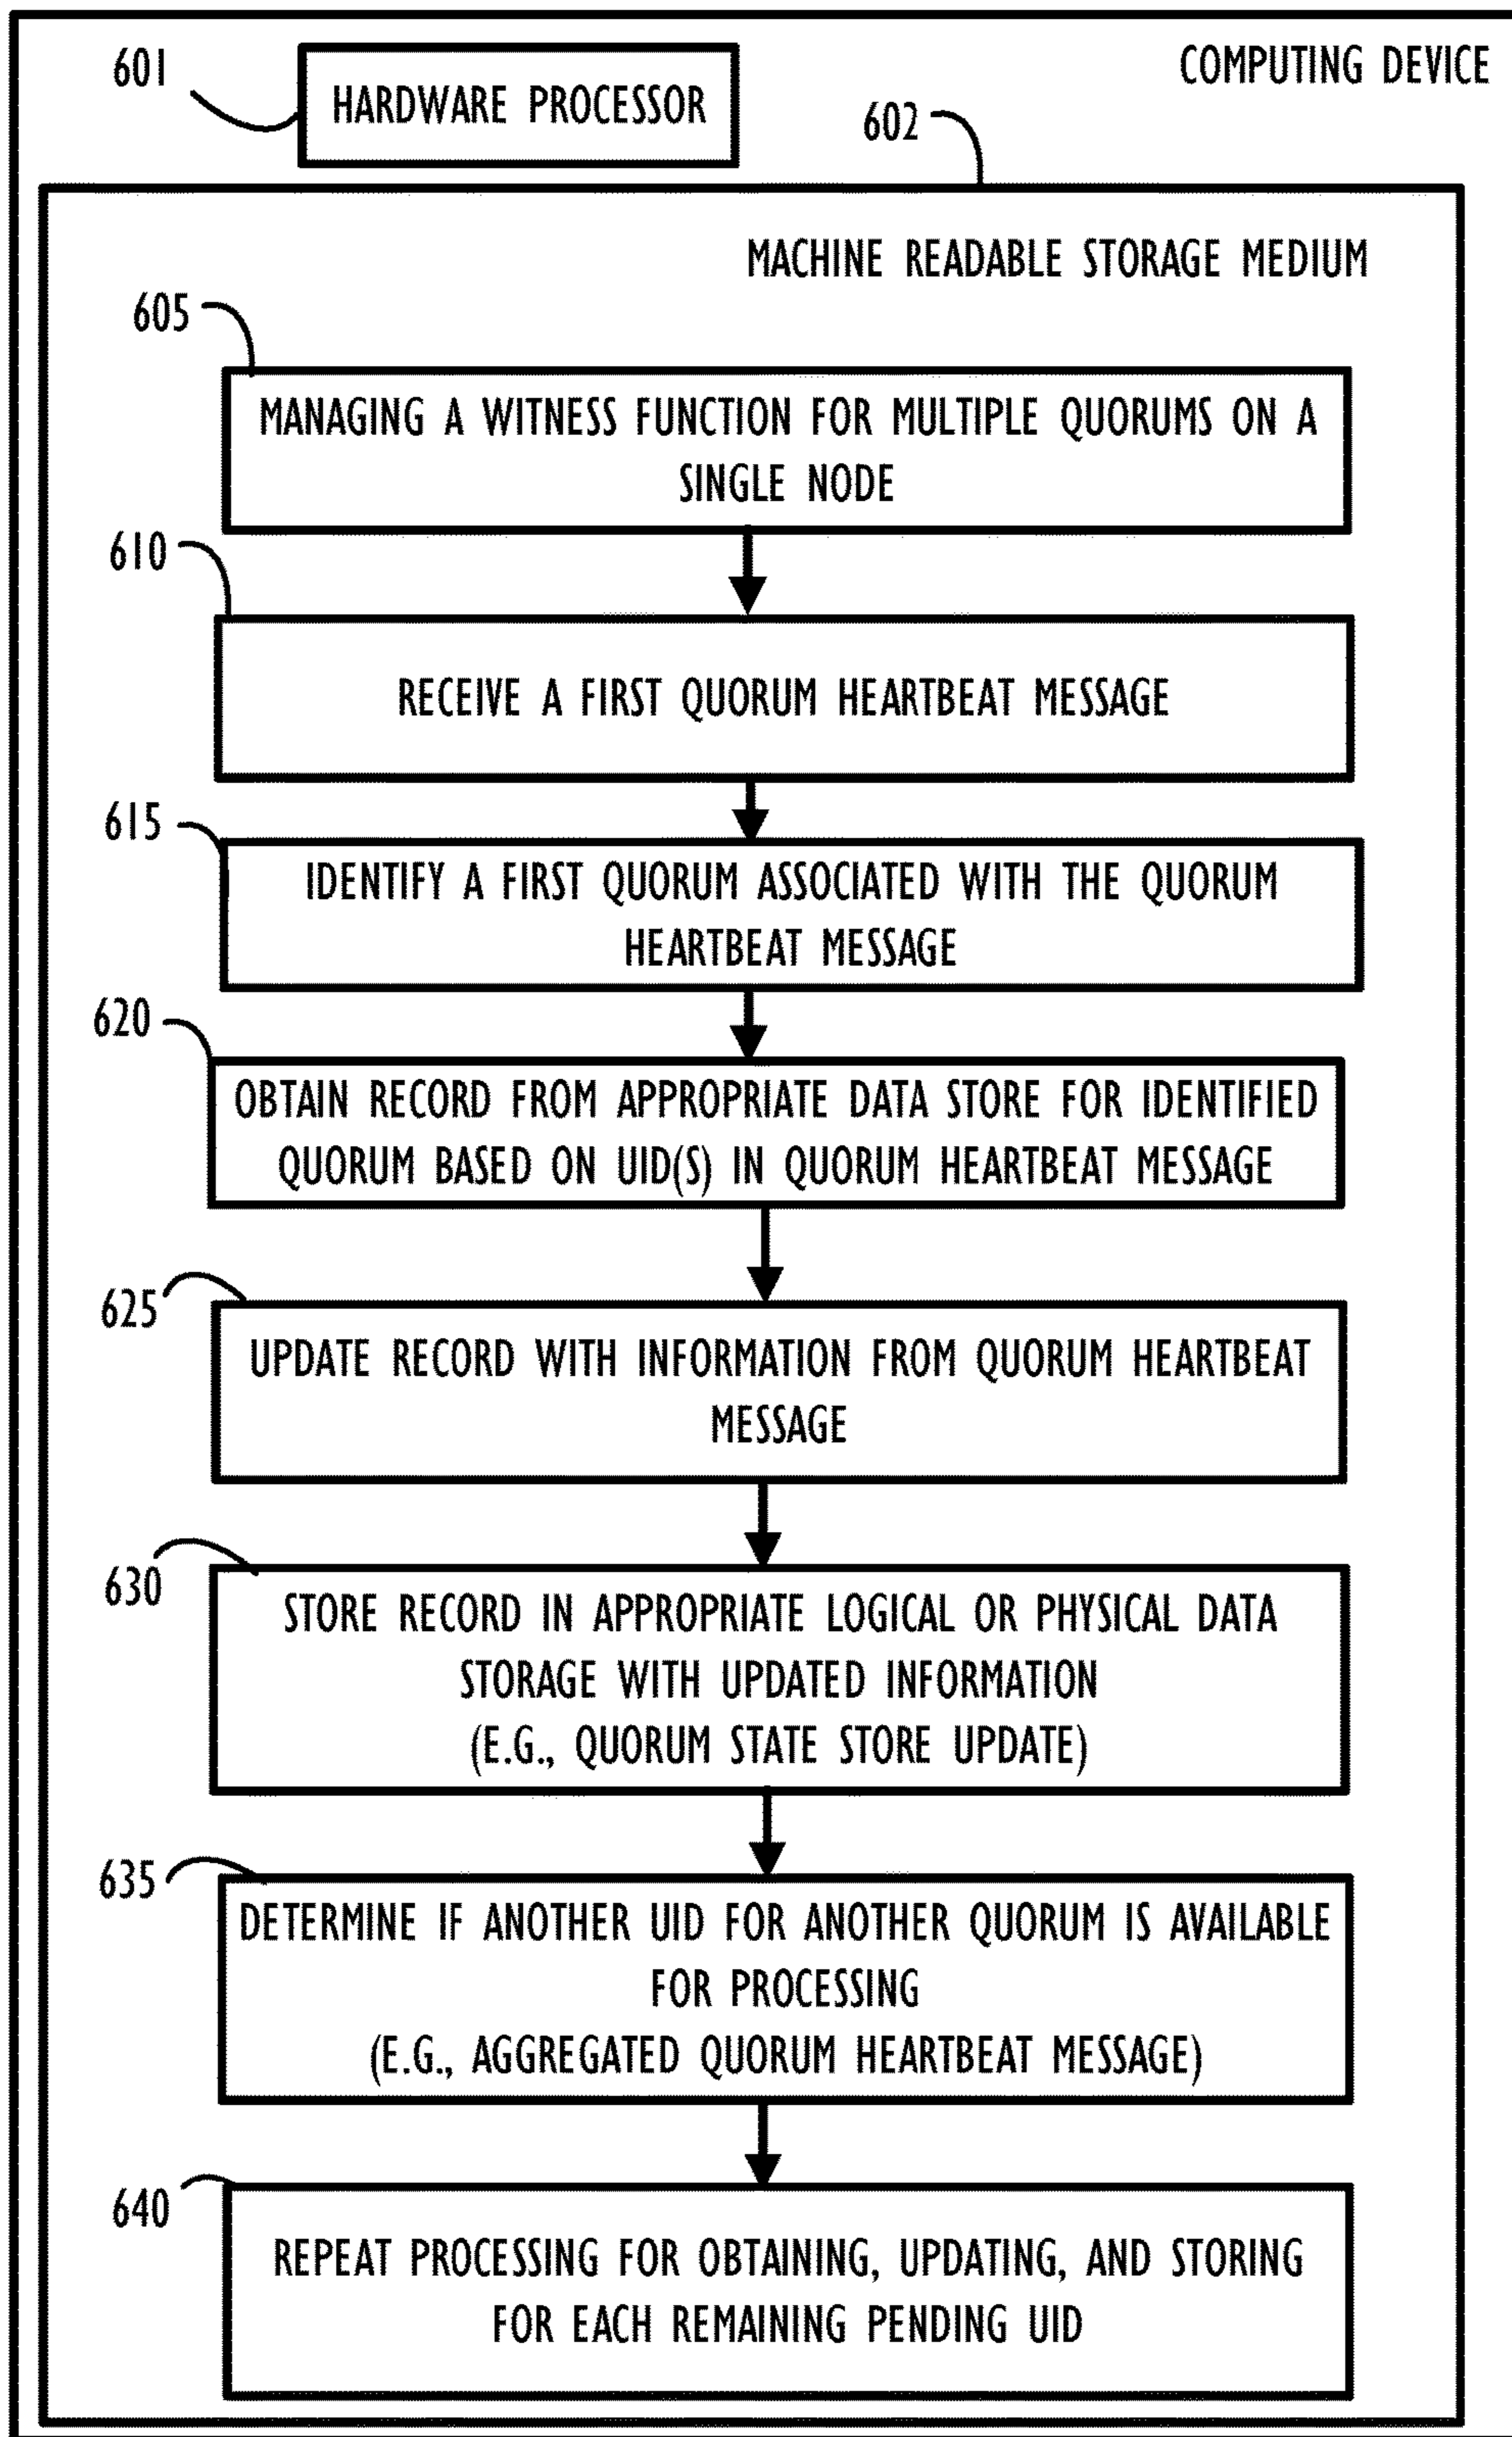 601
HARDWARE PROCESSOR
COMPUTING DEVICE
602
MACHINE READABLE STORAGE MEDIUM
605
MANAGING A WITNESS FUNCTION FOR MULTIPLE QUORUMS ON A
SINGLE NODE
610
RECEIVE A FIRST QUORUM HEARTBEAT MESSAGE
615
IDENTIFY A FIRST QUORUM ASSOCIATED WITH THE QUORUM
HEARTBEAT MESSAGE
620
OBTAIN RECORD FROM APPROPRIATE DATA STORE FOR IDENTIFIED
QUORUM BASED ON UID(S) IN QUORUM HEARTBEAT MESSAGE
625
UPDATE RECORD WITH INFORMATION FROM QUORUM HEARTBEAT
MESSAGE
630
STORE RECORD IN APPROPRIATE LOGICAL OR PHYSICAL DATA
STORAGE WITH UPDATED INFORMATION
(E.G., QUORUM STATE STORE UPDATE)
635
DETERMINE IF ANOTHER UID FOR ANOTHER QUORUM IS AVAILABLE
FOR PROCESSING
(E.G., AGGREGATED QUORUM HEARTBEAT MESSAGE)
640
REPEAT PROCESSING FOR OBTAINING, UPDATING, AND STORING
FOR EACH REMAINING PENDING UID